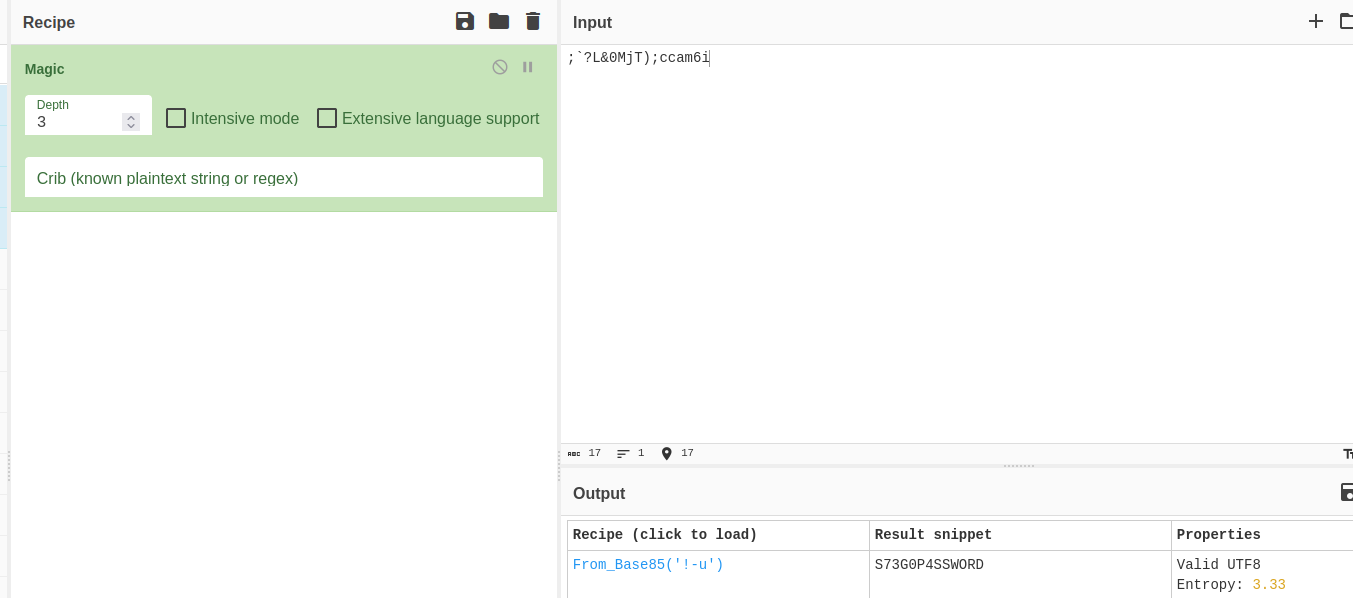 Recipe
Magic
Depth
3
Intensive mode
Extensive language support
Crib (known plaintext string or regex)
Input
;`?L&0MjT);ccam6i
ABC 17 1 17
Output
Recipe (click to load) Result snippet Properties
From_Base85('!-u') S73G0P4SSWORD Valid UTF8
Entropy: 3.33